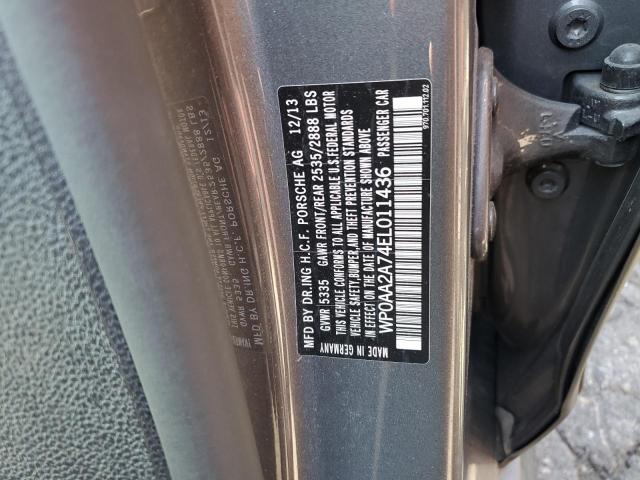 MFD BY DR.ING H.C.F. PORSCHE AG 12/13
GVWR 5335 GAWR FRONT/REAR 2535/2888 LBS
THIS VEHICLE CONFORMS TO ALL APPLICABLE U.S.FEDERAL MOTOR
VEHICLE SAFETY,BUMPER,AND THEFT PREVENTION STANDARDS
IN EFFECT ON THE DATE OF MANUFACTURE SHOWN ABOVE
WP0AA2A74EL011436 PASSENGER CAR
MADE IN GERMANY
970.701.112.02